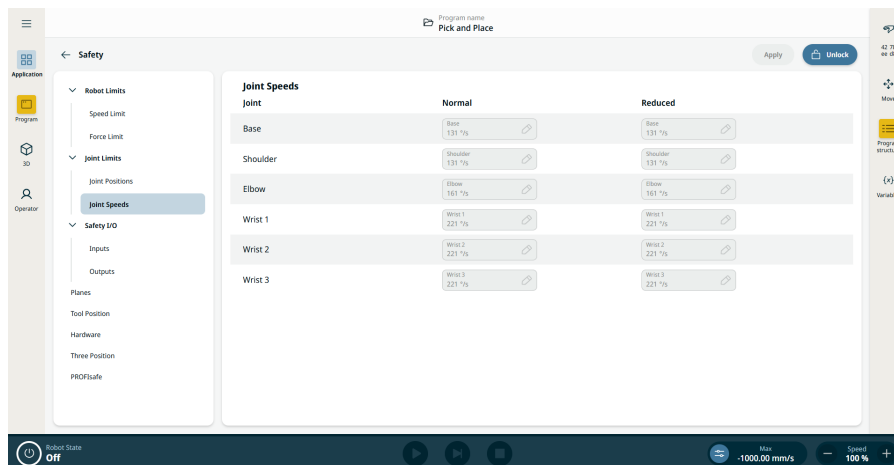 Program name
Pick and Place
Application
Program
3D
Operator
Safety
Apply
Unlock
Robot Limits
Speed Limit
Force Limit
Joint Limits
Joint Positions
Joint Speeds
Safety I/O
Inputs
Outputs
Planes
Tool Position
Hardware
Three Position
PROFIsafe
Joint Speeds
Joint Normal Reduced
Base Base 131 °/s Base 131 °/s
Shoulder Shoulder 131 °/s Shoulder 131 °/s
Elbow Elbow 161 °/s Elbow 161 °/s
Wrist 1 Wrist 1 221 °/s Wrist 1 221 °/s
Wrist 2 Wrist 2 221 °/s Wrist 2 221 °/s
Wrist 3 Wrist 3 221 °/s Wrist 3 221 °/s
Move
{x}
Robot State
Off
Max
-1000.00 mm/s
Speed
100 %